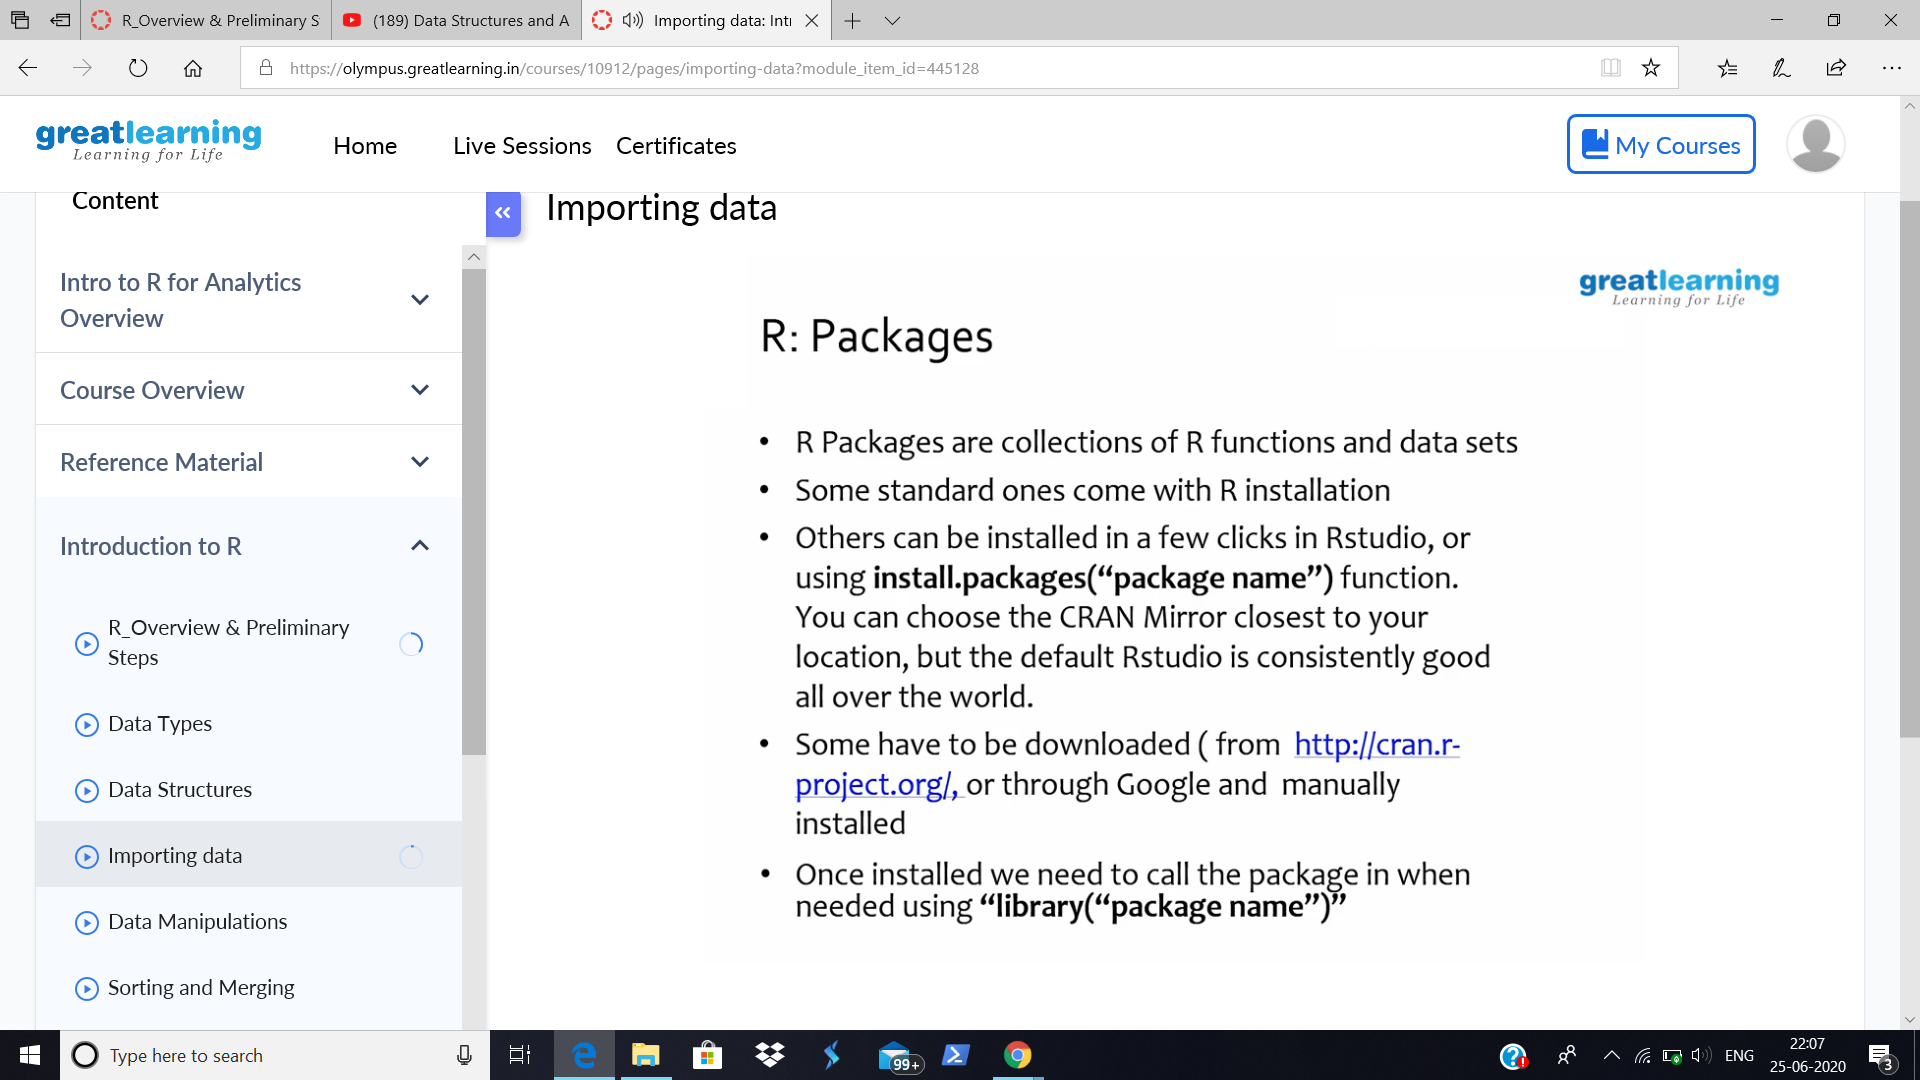 R_Overview & Preliminary S
(189) Data Structures and A
Importing data: Intr
https://olympus.greatlearning.in/courses/10912/pages/importing-data?module_item_id=445128
greatlearning
Learning for Life
Home
Live Sessions
Certificates
My Courses
Content
Intro to R for Analytics
Overview
Course Overview
Reference Material
Introduction to R
R_Overview & Preliminary
Steps
Data Types
Data Structures
Importing data
Data Manipulations
Sorting and Merging
«
Importing data
greatlearning
Learning for Life
R: Packages
• R Packages are collections of R functions and data sets
• Some standard ones come with R installation
• Others can be installed in a few clicks in Rstudio, or
using install.packages(“package name”) function.
You can choose the CRAN Mirror closest to your
location, but the default Rstudio is consistently good
all over the world.
• Some have to be downloaded ( from http://cran.r-
project.org/, or through Google and manually
installed
• Once installed we need to call the package in when
needed using “library(“package name”)”
Type here to search
99+
ENG
22:07
25-06-2020
3